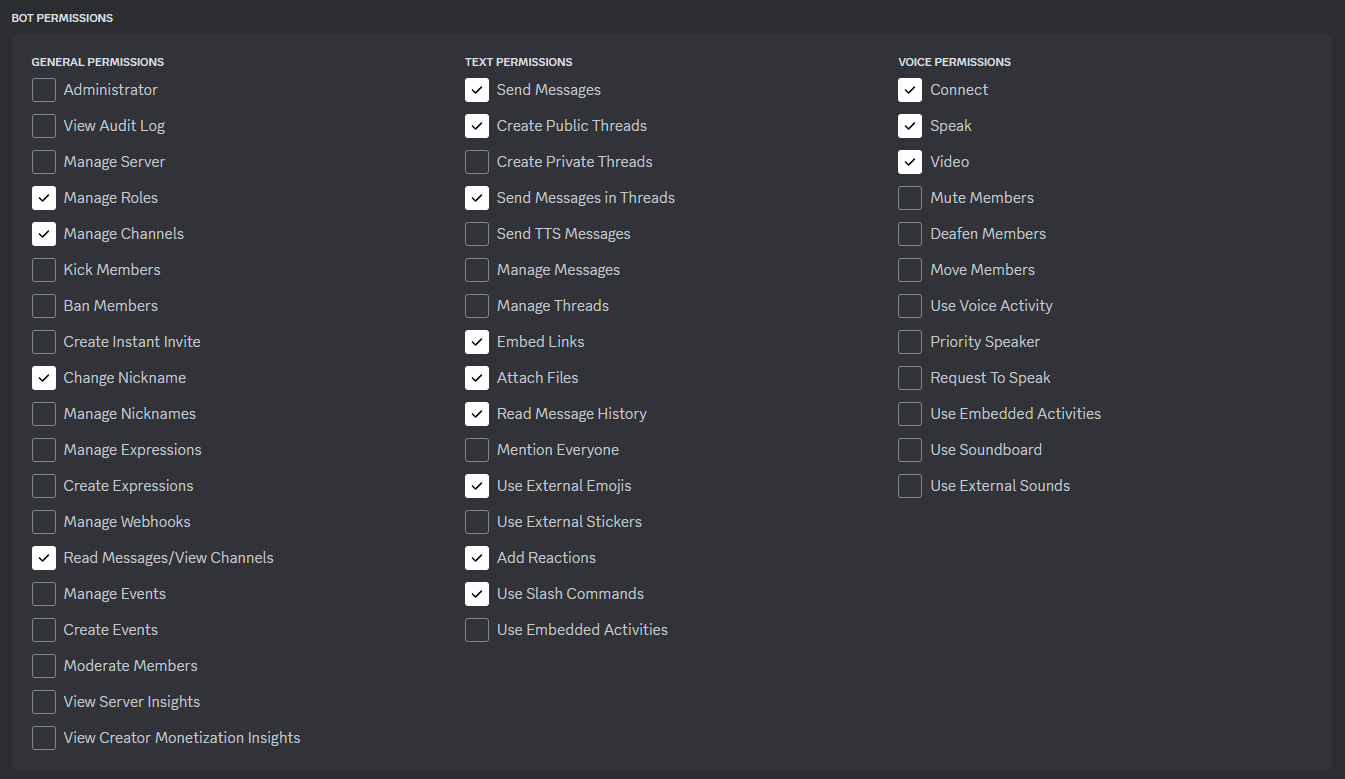 BOT PERMISSIONS
GENERAL PERMISSIONS
Administrator
View Audit Log
Manage Server
Manage Roles
Manage Channels
Kick Members
Ban Members
Create Instant Invite
Change Nickname
Manage Nicknames
Manage Expressions
Create Expressions
Manage Webhooks
Read Messages/View Channels
Manage Events
Create Events
Moderate Members
View Server Insights
View Creator Monetization Insights
TEXT PERMISSIONS
Send Messages
Create Public Threads
Create Private Threads
Send Messages in Threads
Send TTS Messages
Manage Messages
Manage Threads
Embed Links
Attach Files
Read Message History
Mention Everyone
Use External Emojis
Use External Stickers
Add Reactions
Use Slash Commands
Use Embedded Activities
VOICE PERMISSIONS
Connect
Speak
Video
Mute Members
Deafen Members
Move Members
Use Voice Activity
Priority Speaker
Request To Speak
Use Embedded Activities
Use Soundboard
Use External Sounds